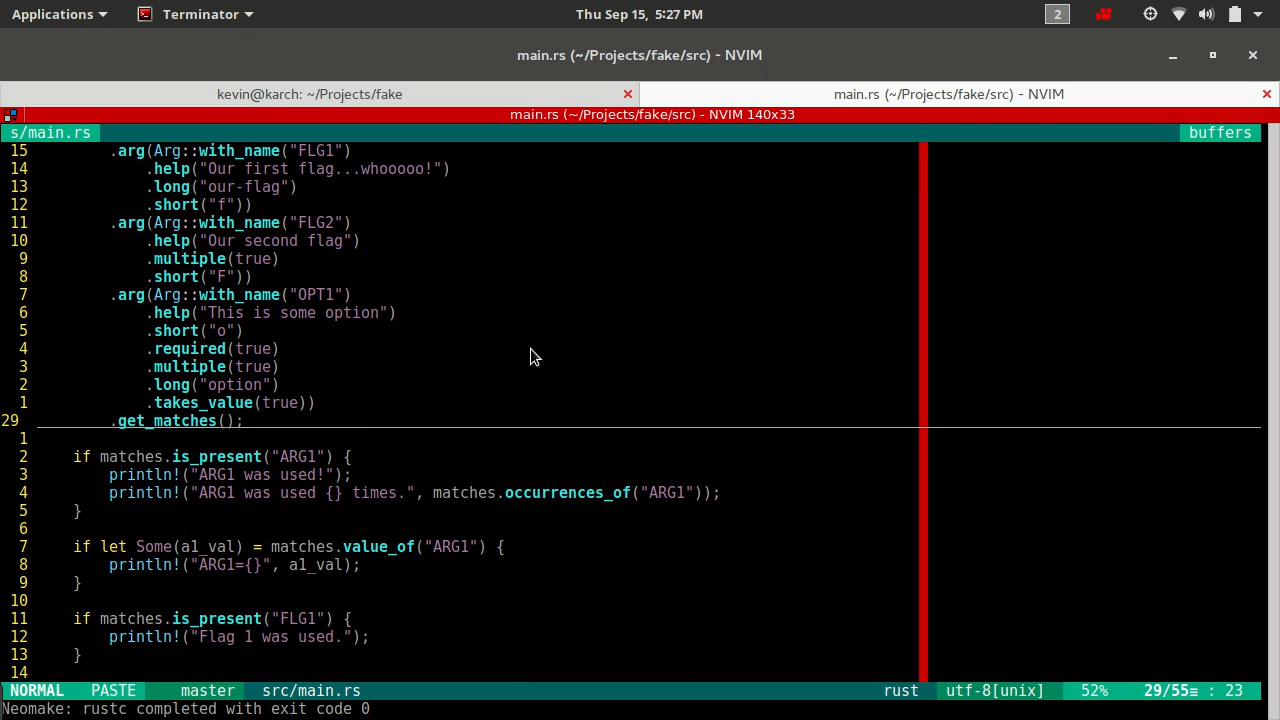 Applications Terminator Thu Sep 15, 5:27 PM 2
main.rs (~/Projects/fake/src) - NVIM
kevin@karch: ~/Projects/fake main.rs (~/Projects/fake/src) - NVIM
main.rs (~/Projects/fake/src) - NVIM 140x33
s/main.rs buffers
15         .arg(Arg::with_name("FLG1")
14             .help("Our first flag...whooooo!")
13             .long("our-flag")
12             .short("f"))
11         .arg(Arg::with_name("FLG2")
10             .help("Our second flag")
9             .multiple(true)
8             .short("F"))
7         .arg(Arg::with_name("OPT1")
6             .help("This is some option")
5             .short("o")
4             .required(true)
3             .multiple(true)
2             .long("option")
1             .takes_value(true))
29         .get_matches();
1
2     if matches.is_present("ARG1") {
3         println!("ARG1 was used!");
4         println!("ARG1 was used {} times.", matches.occurrences_of("ARG1"));
5     }
6
7     if let Some(a1_val) = matches.value_of("ARG1") {
8         println!("ARG1={}", a1_val);
9     }
10
11     if matches.is_present("FLG1") {
12         println!("Flag 1 was used.");
13     }
14
NORMAL PASTE master src/main.rs rust utf-8[unix] 52% 29/55≡ : 23
Neomake: rustc completed with exit code 0